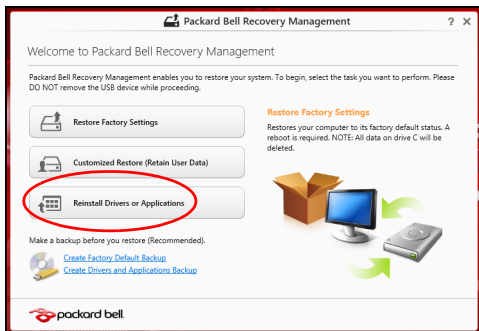 Packard Bell Recovery Management
? X
Welcome to Packard Bell Recovery Management
Packard Bell Recovery Management enables you to restore your system. To begin, select the task you want to perform. Please
DO NOT remove the USB device while proceeding.
Restore Factory Settings
Customized Restore (Retain User Data)
Reinstall Drivers or Applications
Restore Factory Settings
Restores your computer to its factory default status. A
reboot is required. NOTE: All data on drive C will be
deleted.
Make a backup before you restore (Recommended).
Create Factory Default Backup
Create Drivers and Applications Backup
packard bell.